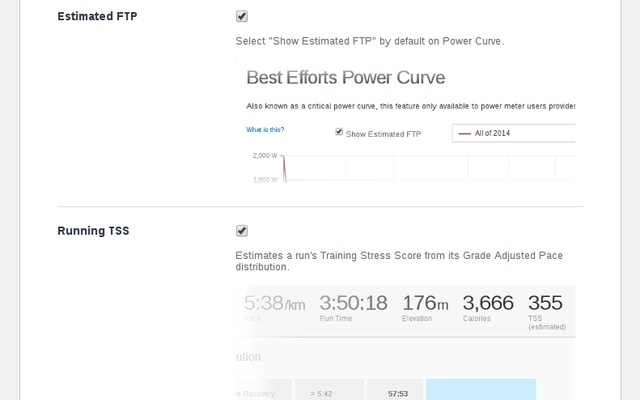 Estimated FTP
Select "Show Estimated FTP" by default on Power Curve.
Best Efforts Power Curve
Also known as a critical power curve, this feature only available to power meter users provides
What is this?
Show Estimated FTP
All of 2014
2,000 W
1,800 W
Running TSS
Estimates a run's Training Stress Score from its Grade Adjusted Pace
distribution.
5:38/km 3:50:18 176m 3,666 355
Pace Run Time Elevation Calories TSS
(estimated)
ution
e Recovery > 5:42 57:53